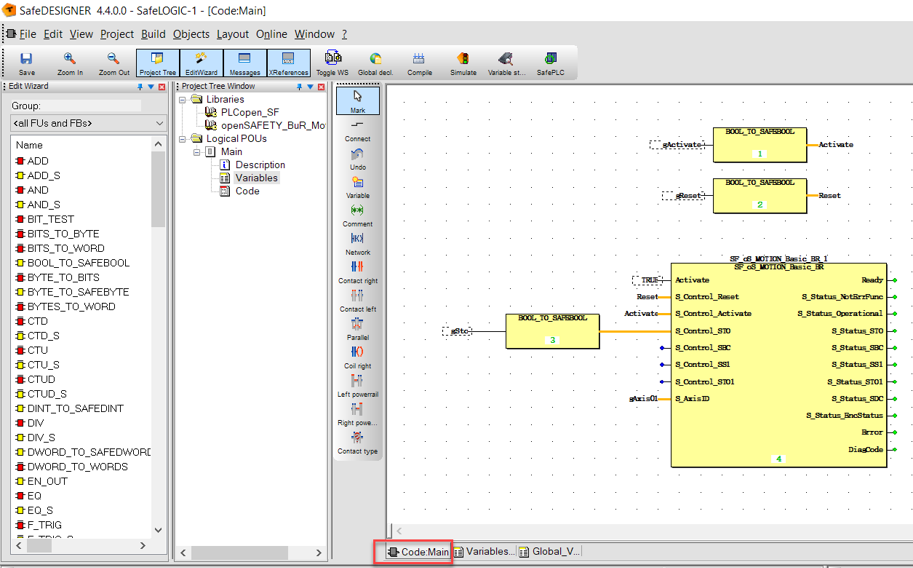 SafeDESIGNER 4.4.0.0 - SafeLOGIC-1 - [Code:Main]
File Edit View Project Build Objects Layout Online Window ?
Save Zoom In Zoom Out Project Tree EditWizard Messages XReferences Toggle WS Global decl. Compile Simulate Variable st... SafePLC
Edit Wizard
Group:
<all FUs and FBs>
Name
ADD
ADD_S
AND
AND_S
BIT_TEST
BITS_TO_BYTE
BITS_TO_WORD
BOOL_TO_SAFEBOOL
BYTE_TO_BITS
BYTE_TO_SAFEBYTE
BYTES_TO_WORD
CTD
CTD_S
CTU
CTU_S
CTUD
CTUD_S
DINT_TO_SAFEDINT
DIV
DIV_S
DWORD_TO_SAFEDWORD
DWORD_TO_WORDS
EN_OUT
EQ
EQ_S
F_TRIG
Project Tree Window
Libraries
PLCopen_SF
openSAFETY_BuR_Mo
Logical POUs
Main
Description
Variables
Code
Mark
Connect
Undo
Variable
Comment
Network
Contact right
Contact left
Parallel
Coil right
Left powerrail
Right powe...
Contact type
BOOL_TO_SAFEBOOL
gActivate 1 Activate
BOOL_TO_SAFEBOOL
gReset 2 Reset
BOOL_TO_SAFEBOOL
gSto 3
SF_oS_MOTION_Basic_BR_1
SF_oS_MOTION_Basic_BR
TRUE Activate Ready
Reset S_Control_Reset S_Status_NotErrFunc
Activate S_Control_Activate S_Status_Operational
S_Control_STO S_Status_STO
S_Control_SBC S_Status_SBC
S_Control_SS1 S_Status_SS1
S_Control_STO1 S_Status_STO1
gAxis01 S_AxisID S_Status_SDC
S_Status_EncStatus
Error
DiagCode
4
Code:Main Variables... Global_V...